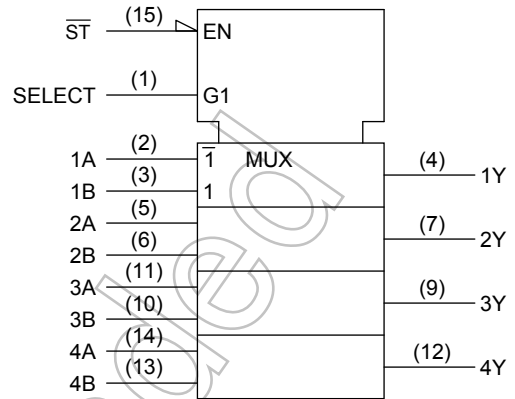 S̅T̅ (15) EN
SELECT (1) G1
1A (2) 1̅ MUX (4) 1Y
1B (3) 1
2A (5) (7) 2Y
2B (6)
3A (11) (9) 3Y
3B (10)
4A (14) (12) 4Y
4B (13)